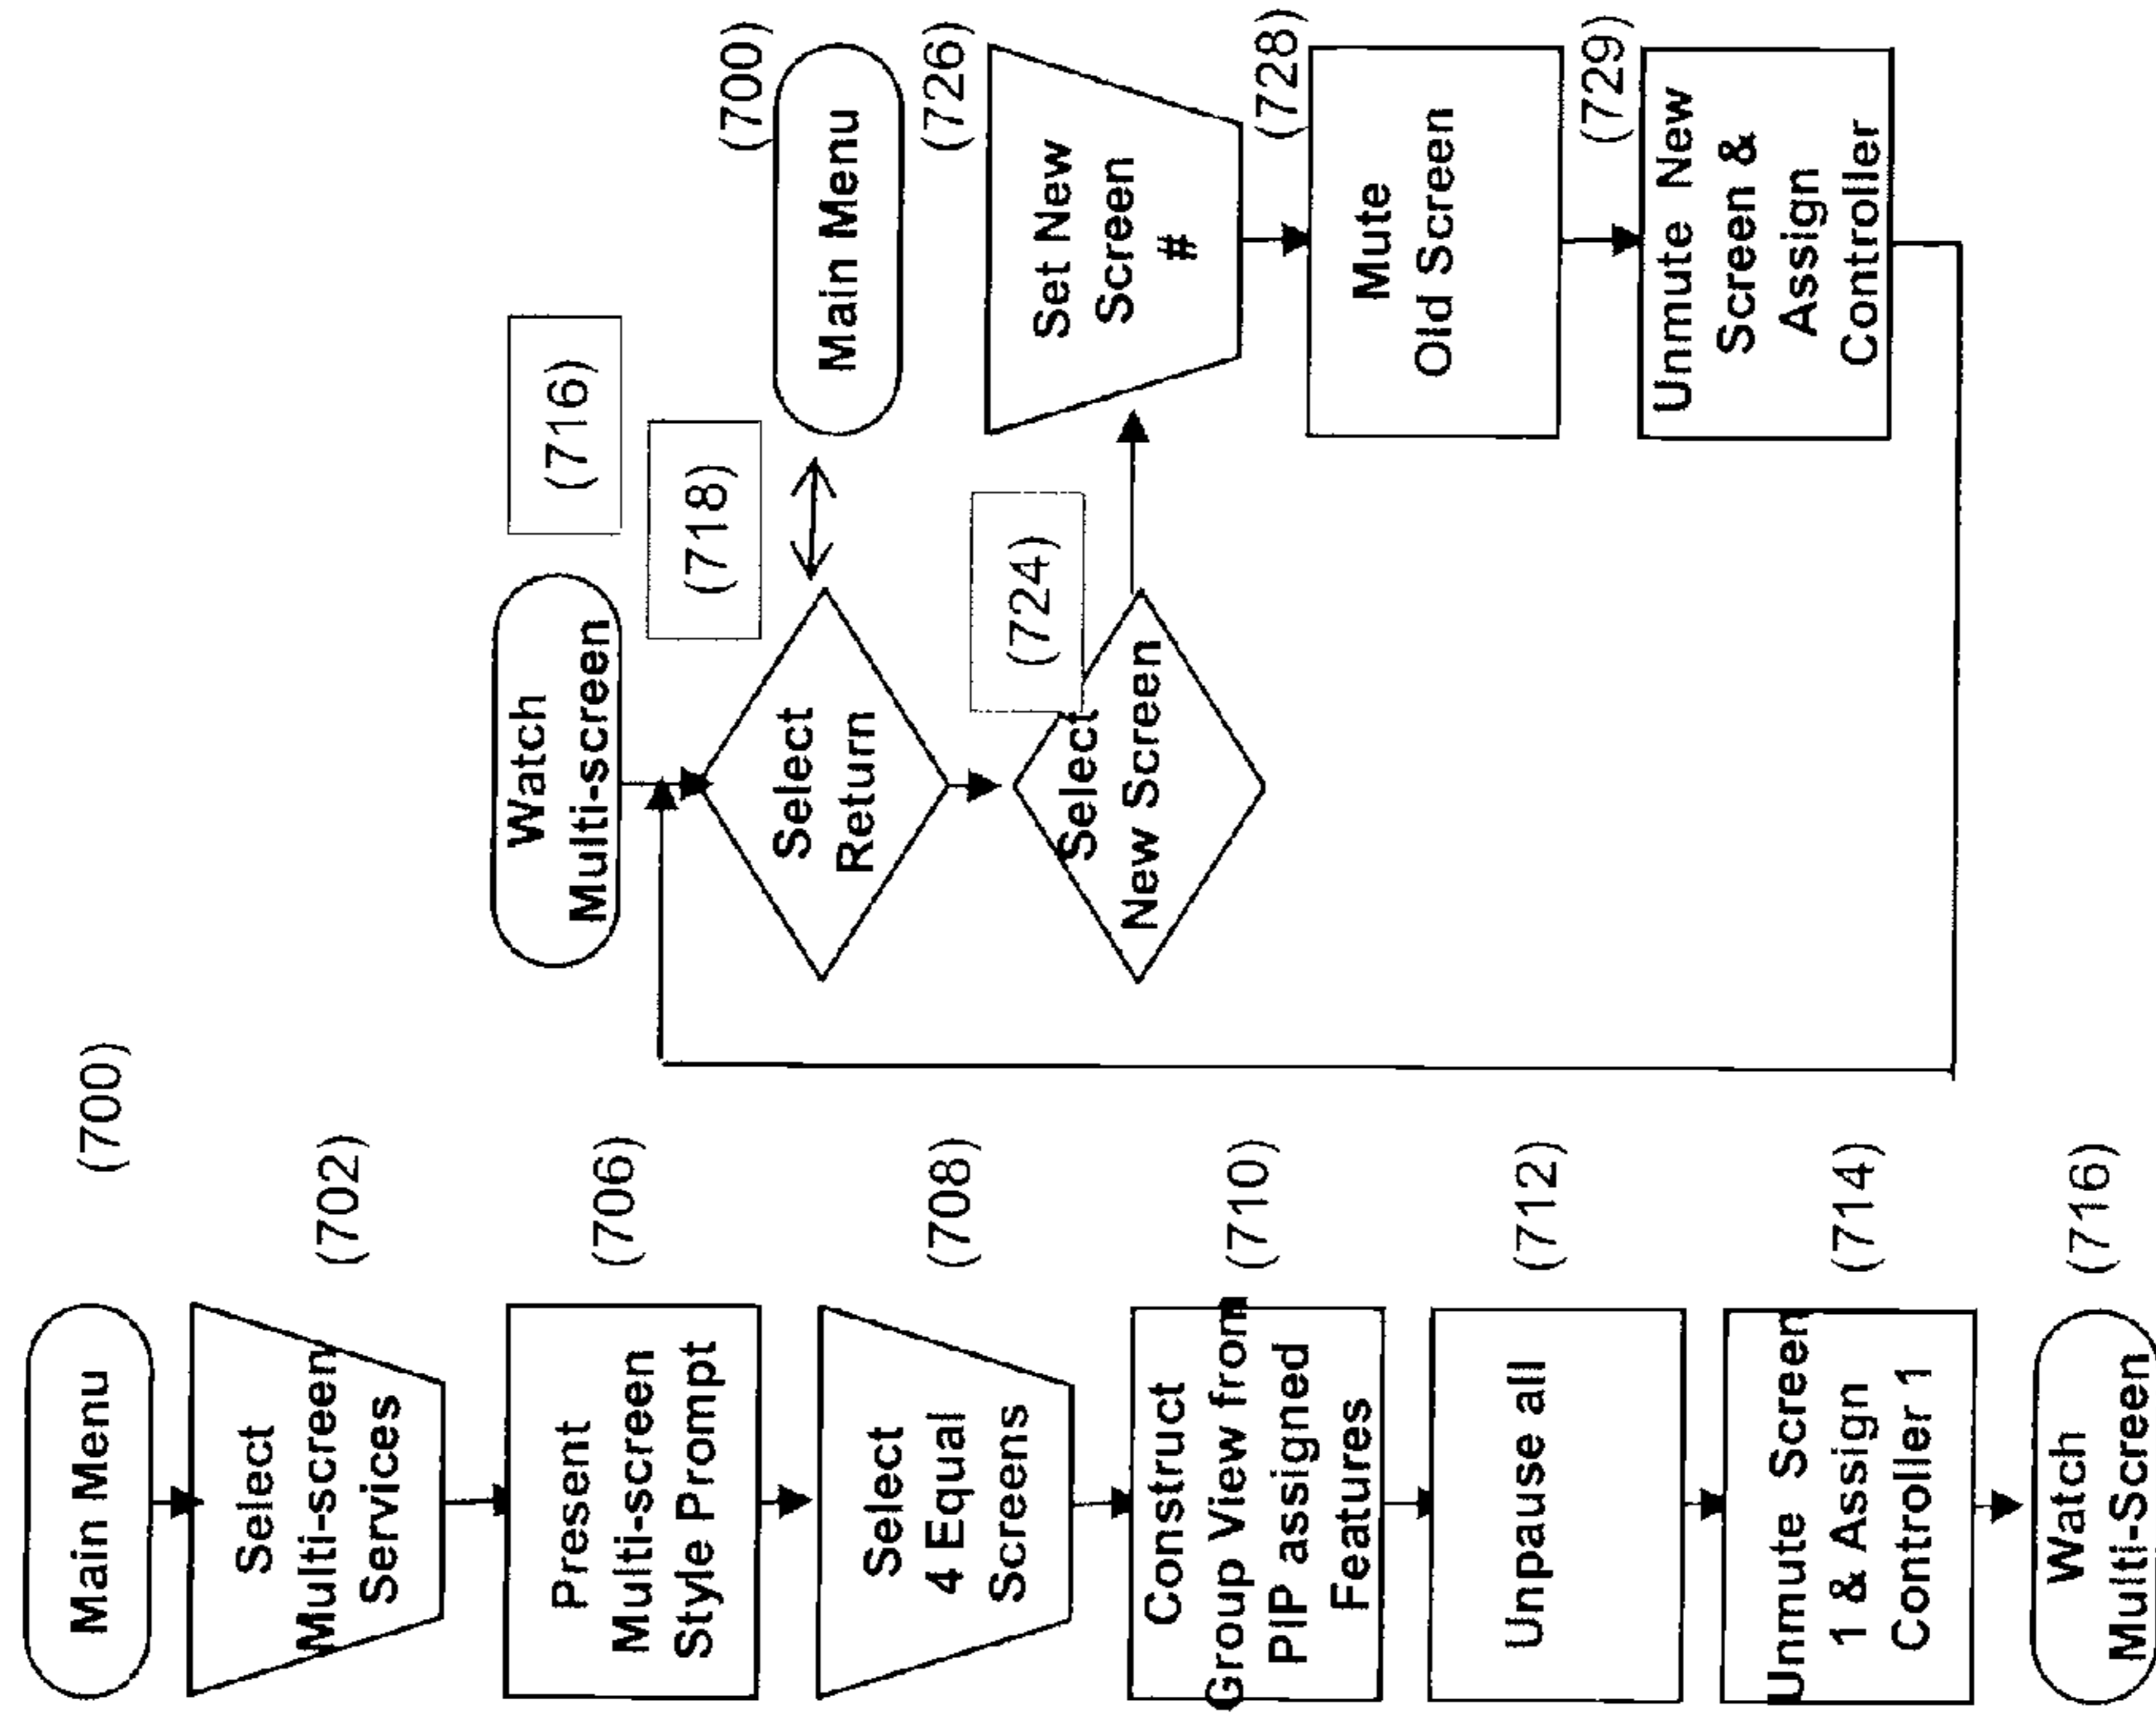 Main Menu
(700)
Select
Multi-screen
Services
(702)
Present
Multi-screen
Style Prompt
(706)
Select
4 Equal
Screens
(708)
Construct
Group View from
PIP assigned
Features
(710)
Unpause all
(712)
Unmute Screen
1 & Assign
Controller 1
(714)
Watch
Multi-Screen
(716)
Watch
Multi-screen
(716)
Select
Return
(718)
Main Menu
(700)
Select
New Screen
(724)
Set New
Screen
#
(726)
Mute
Old Screen
(728)
Unmute New
Screen &
Assign
Controller
(729)